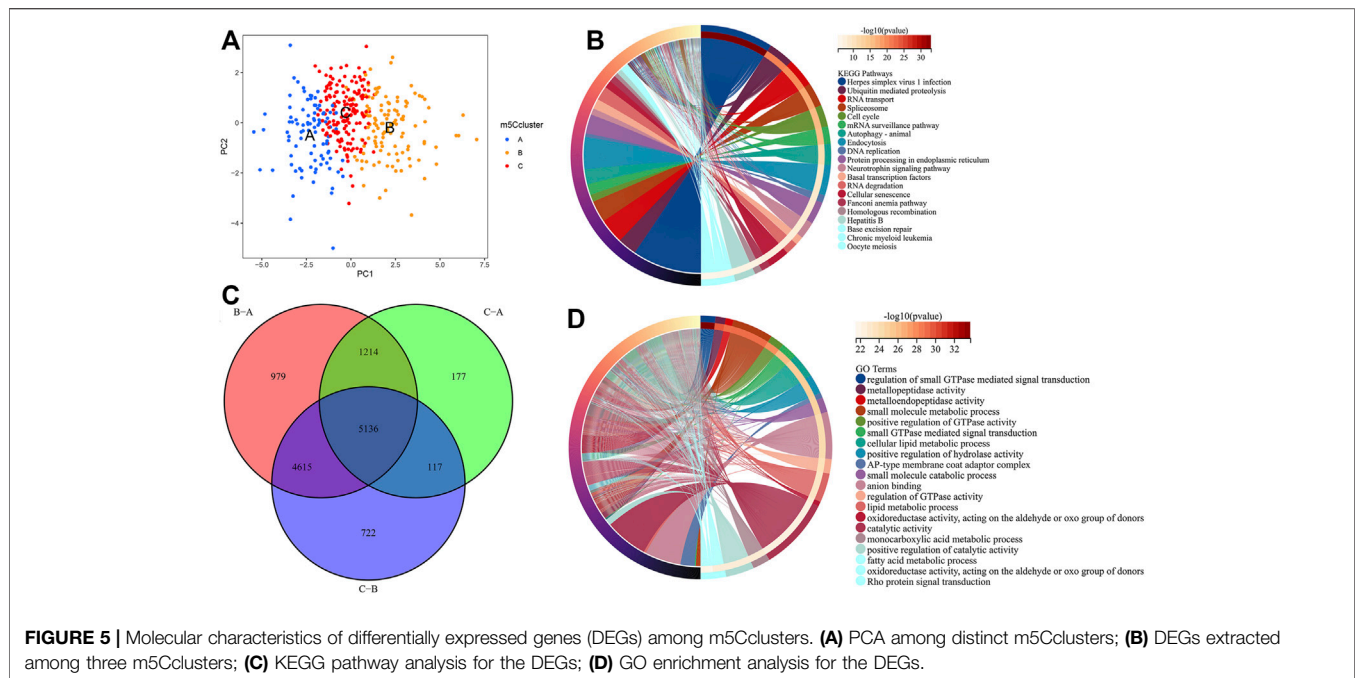 A
2
0
−2
−4
PC2
−5.0
−2.5
0.0
2.5
5.0
7.5
PC1
A
C
B
m5Ccluster
A
B
C
B
-log10(pvalue)
10 15 20 25 30
KEGG Pathways
Herpes simplex virus 1 infection
Ubiquitin mediated proteolysis
RNA transport
Spliceosome
Cell cycle
mRNA surveillance pathway
Autophagy - animal
Endocytosis
DNA replication
Protein processing in endoplasmic reticulum
Neurotrophin signaling pathway
Basal transcription factors
RNA degradation
Cellular senescence
Fanconi anemia pathway
Homologous recombination
Hepatitis B
Base excision repair
Chronic myeloid leukemia
Oocyte meiosis
C
B−A
C−A
1214
979
177
5136
4615
117
722
C−B
D
-log10(pvalue)
22 24 26 28 30 32
GO Terms
regulation of small GTPase mediated signal transduction
metallopeptidase activity
metalloendopeptidase activity
small molecule metabolic process
positive regulation of GTPase activity
small GTPase mediated signal transduction
cellular lipid metabolic process
positive regulation of hydrolase activity
AP-type membrane coat adaptor complex
small molecule catabolic process
anion binding
regulation of GTPase activity
lipid metabolic process
oxidoreductase activity, acting on the aldehyde or oxo group of donors
catalytic activity
monocarboxylic acid metabolic process
positive regulation of catalytic activity
fatty acid metabolic process
oxidoreductase activity, acting on the aldehyde or oxo group of donors
Rho protein signal transduction
FIGURE 5 | Molecular characteristics of differentially expressed genes (DEGs) among m5Cclusters. (A) PCA among distinct m5Cclusters; (B) DEGs extracted
among three m5Cclusters; (C) KEGG pathway analysis for the DEGs; (D) GO enrichment analysis for the DEGs.